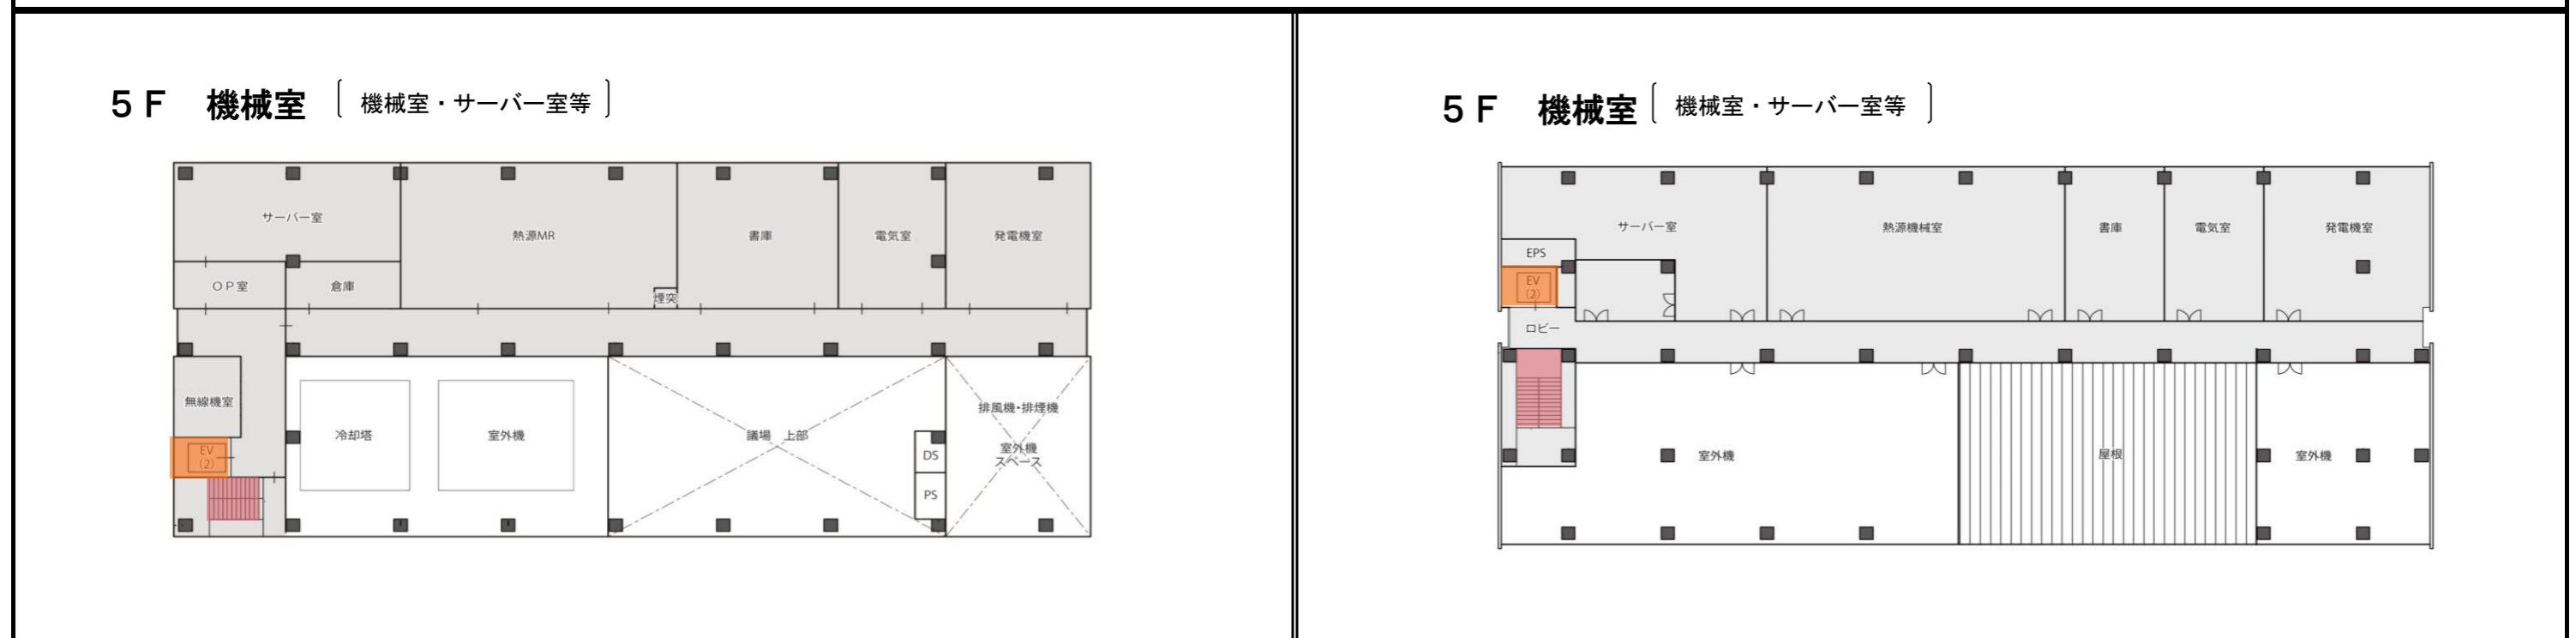 ５Ｆ　機械室〔機械室・サーバー室等〕
サーバー室
熱源MR
書庫
電気室
発電機室
ＯＰ室
倉庫
煙突
無線機室
EV
(2)
冷却塔
室外機
議場　上部
DS
PS
排風機・排煙機
室外機
スペース
５Ｆ　機械室〔機械室・サーバー室等〕
サーバー室
熱源機械室
書庫
電気室
発電機室
EPS
EV
(2)
ロビー
室外機
屋根
室外機